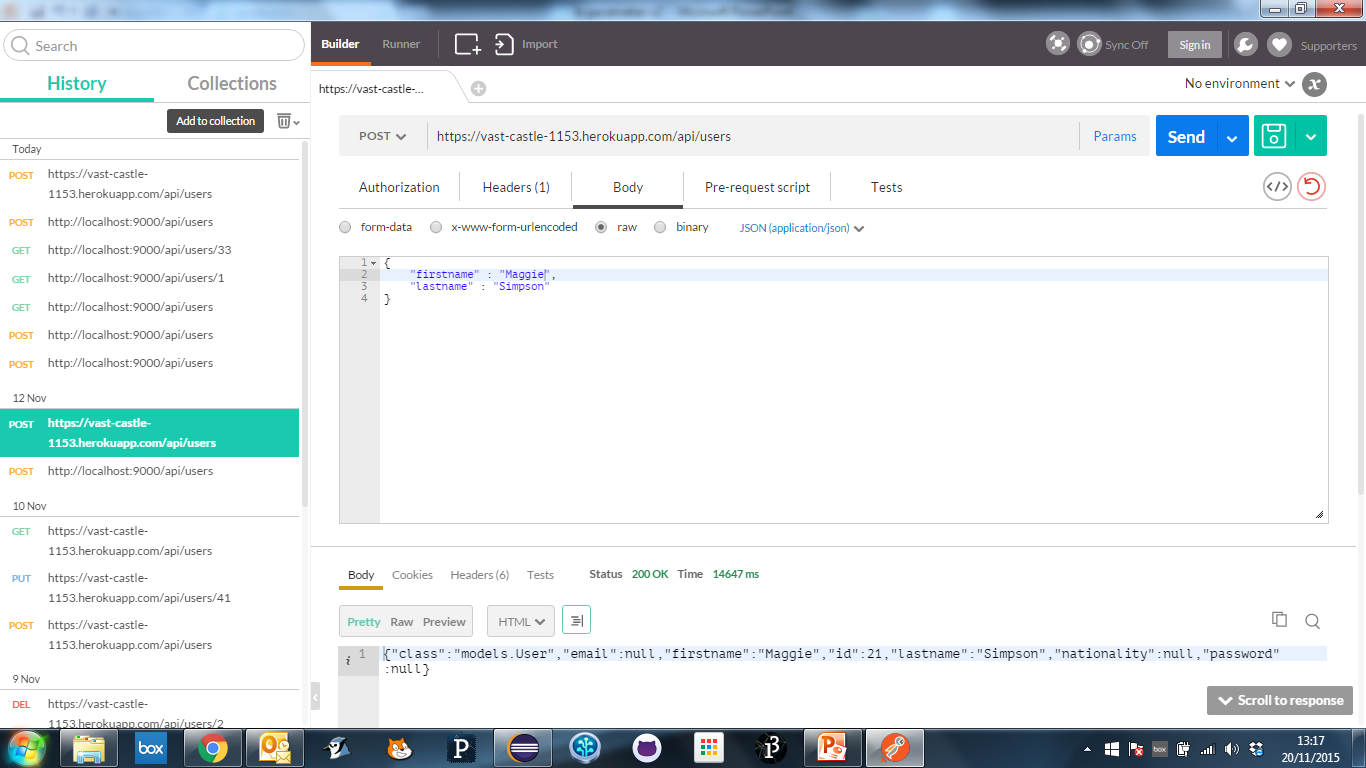 Search
Builder
Runner
Import
Sync Off
Sign in
Supporters
History
Collections
Add to collection
Today
POST https://vast-castle-
1153.herokuapp.com/api/users
POST http://localhost:9000/api/users
GET http://localhost:9000/api/users/33
GET http://localhost:9000/api/users/1
GET http://localhost:9000/api/users
POST http://localhost:9000/api/users
POST http://localhost:9000/api/users
12 Nov
POST https://vast-castle-
1153.herokuapp.com/api/users
POST http://localhost:9000/api/users
10 Nov
GET https://vast-castle-
1153.herokuapp.com/api/users
PUT https://vast-castle-
1153.herokuapp.com/api/users/41
POST https://vast-castle-
1153.herokuapp.com/api/users
9 Nov
DEL https://vast-castle-
1153.herokuapp.com/api/users/2
https://vast-castle-...
No environment
POST
https://vast-castle-1153.herokuapp.com/api/users
Params
Send
Authorization
Headers (1)
Body
Pre-request script
Tests
form-data
x-www-form-urlencoded
raw
binary
JSON (application/json)
1 {
2 "firstname" : "Maggie",
3 "lastname" : "Simpson"
4 }
Body
Cookies
Headers (6)
Tests
Status 200 OK Time 14647 ms
Pretty Raw Preview
HTML
i 1 {"class":"models.User","email":null,"firstname":"Maggie","id":21,"lastname":"Simpson","nationality":null,"password"
:null}
Scroll to response
box
P
box
13:17
20/11/2015